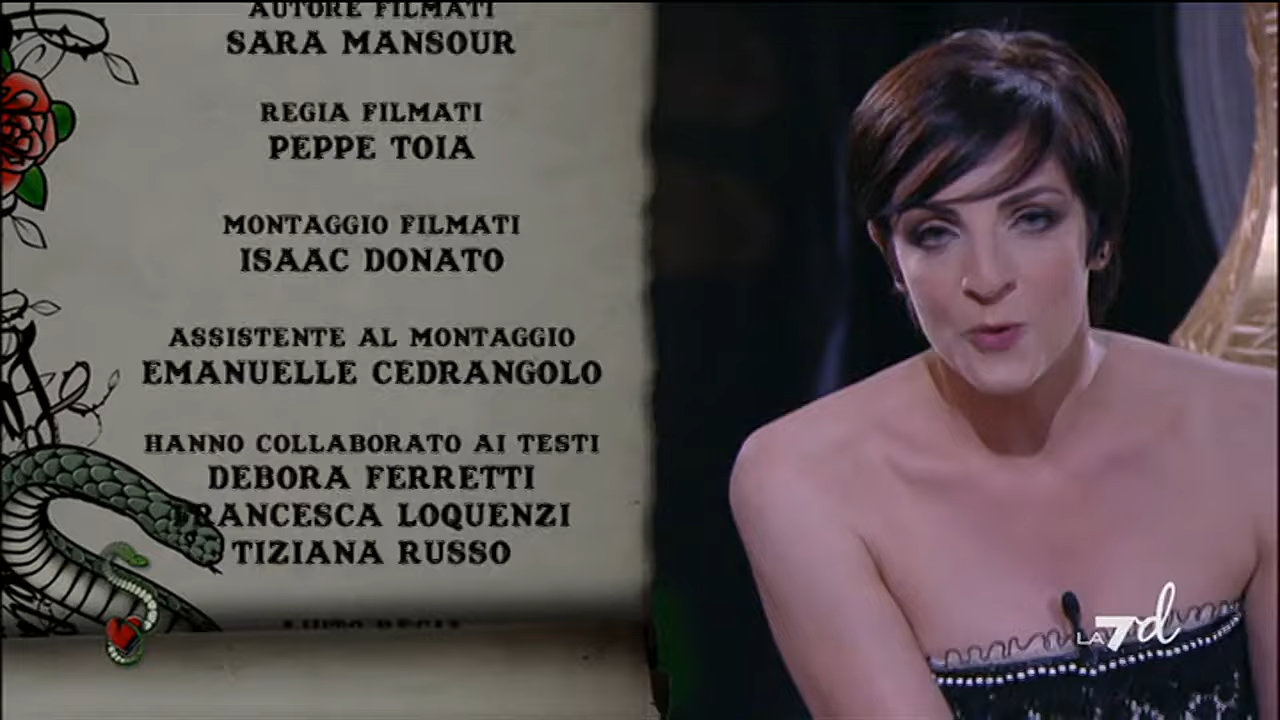 AUTORE FILMATI
SARA MANSOUR
REGIA FILMATI
PEPPE TOIA
MONTAGGIO FILMATI
ISAAC DONATO
ASSISTENTE AL MONTAGGIO
EMANUELLE CEDRANGOLO
HANNO COLLABORATO AI TESTI
DEBORA FERRETTI
FRANCESCA LOQUENZI
TIZIANA RUSSO
LA7d